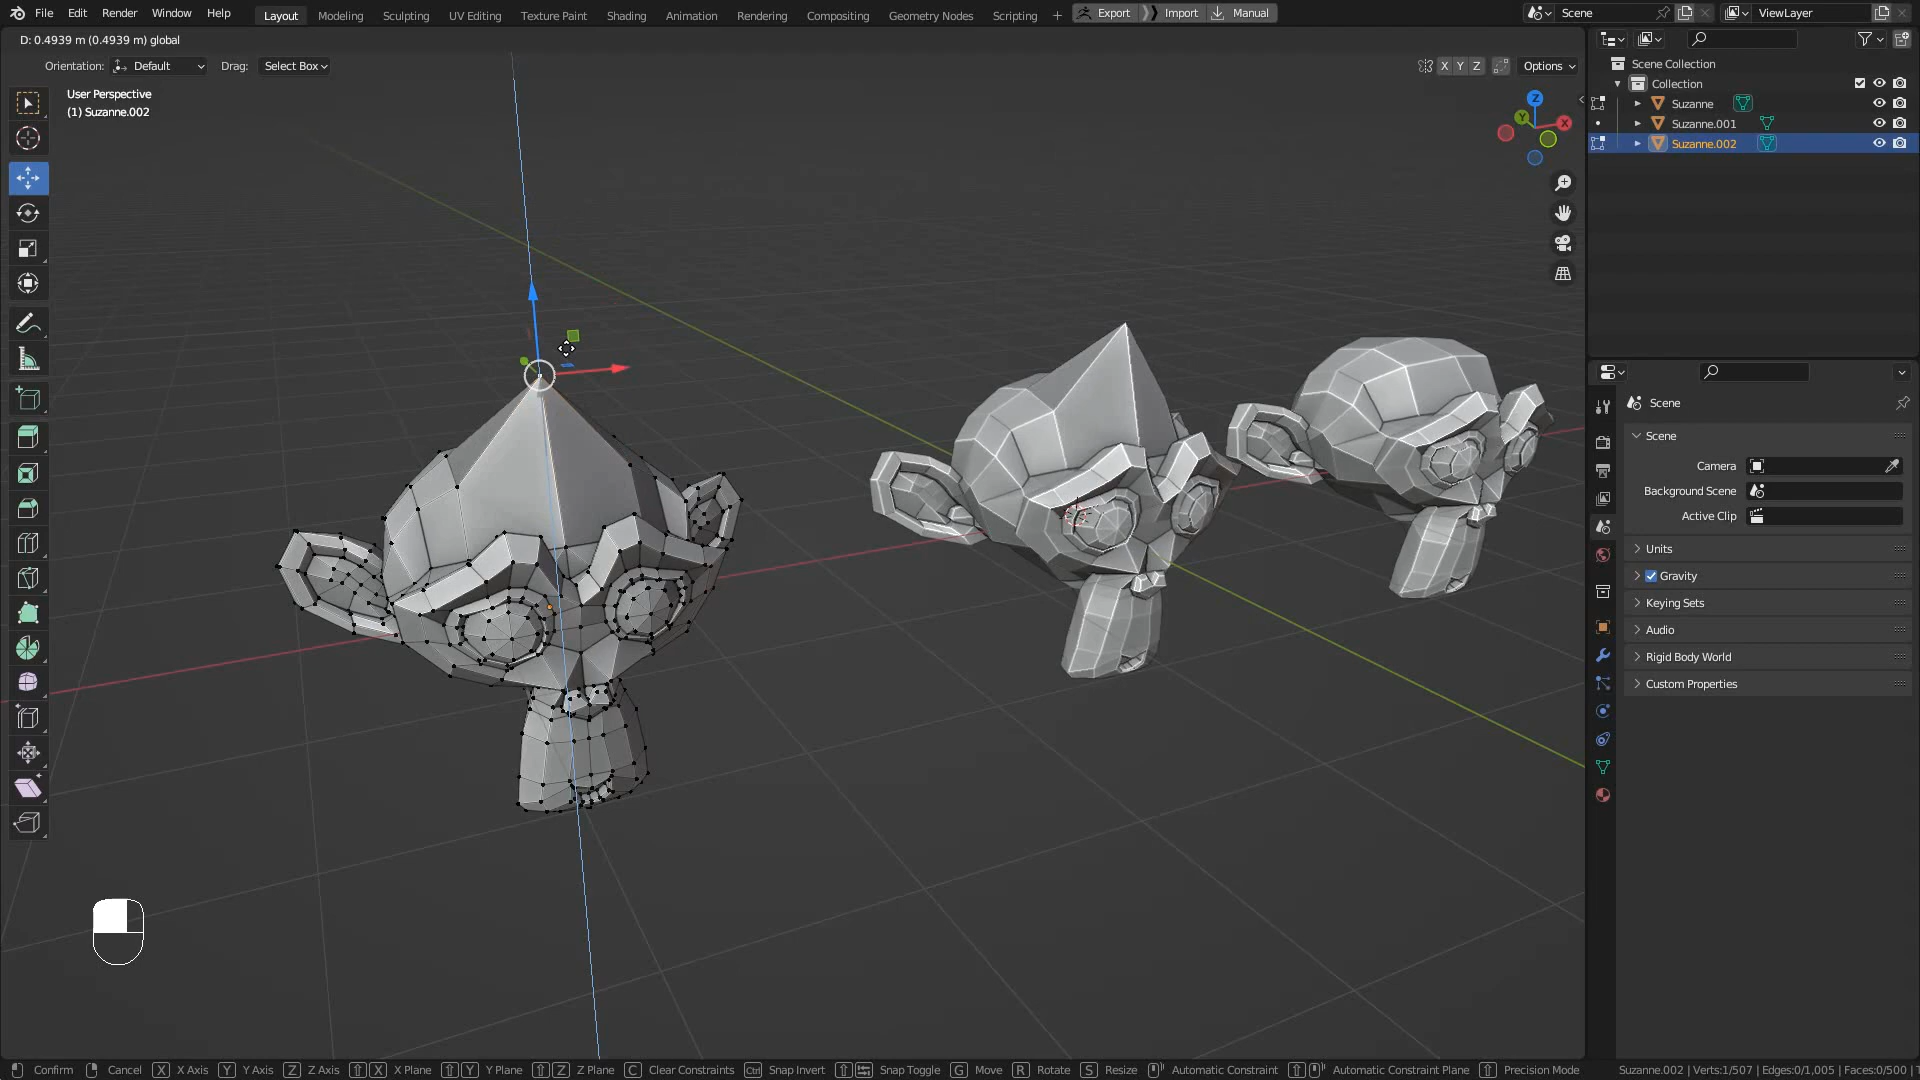 File Edit Render Window Help Layout Modeling Sculpting UV Editing Texture Paint Shading Animation Rendering Compositing Geometry Nodes Scripting + Export Import Manual Scene ViewLayer
D: 0.4939 m (0.4939 m) global
Orientation: Default Drag: Select Box X Y Z Options
User Perspective
(1) Suzanne.002
Z
Y
X
Scene Collection
Collection
Suzanne
Suzanne.001
Suzanne.002
Scene
Scene
Camera
Background Scene
Active Clip
Units
Gravity
Keying Sets
Audio
Rigid Body World
Custom Properties
Confirm Cancel X X Axis Y Y Axis Z Z Axis X X Plane Y Y Plane Z Z Plane C Clear Constraints Ctrl Snap Invert Snap Toggle G Move R Rotate S Resize Automatic Constraint Automatic Constraint Plane Precision Mode Suzanne.002 | Verts:1/507 | Edges:0/1,005 | Faces:0/500 |